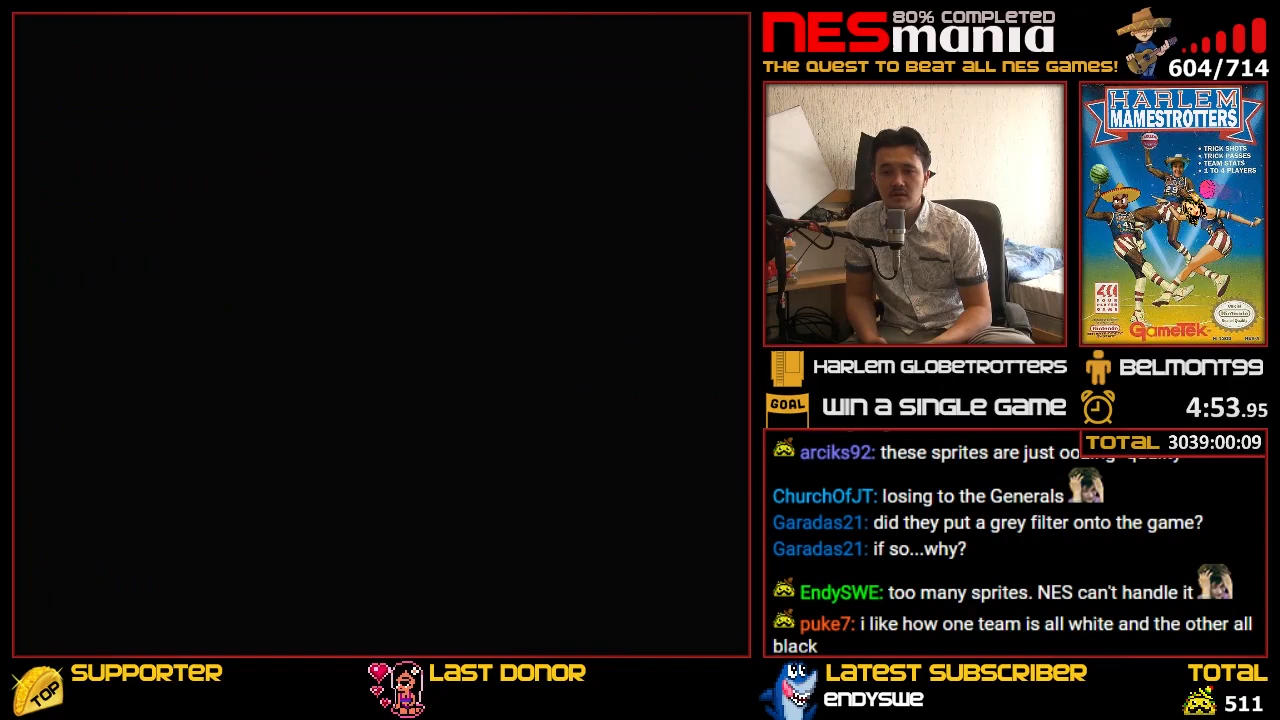 NESmania
80% COMPLETED
THE QUEST TO BEAT ALL NES GAMES!
604/714
HARLEM
MAMESTROTTERS
• TRICK SHOTS
• TRICK PASSES
• TEAM STATS
• 1 TO 4 PLAYERS
GameTek
HARLEM GLOBETROTTERS
BELMONT99
GOAL
WIN A SINGLE GAME
4:53.95
TOTAL 3039:00:09
arciks92: these sprites are just
ChurchOfJT: losing to the Generals
Garadas21: did they put a grey filter onto the game?
Garadas21: if so...why?
EndySWE: too many sprites. NES can't handle it
puke7: i like how one team is all white and the other all
black
TOP
SUPPORTER
LAST DONOR
LATEST SUBSCRIBER
ENDYSWE
TOTAL
511